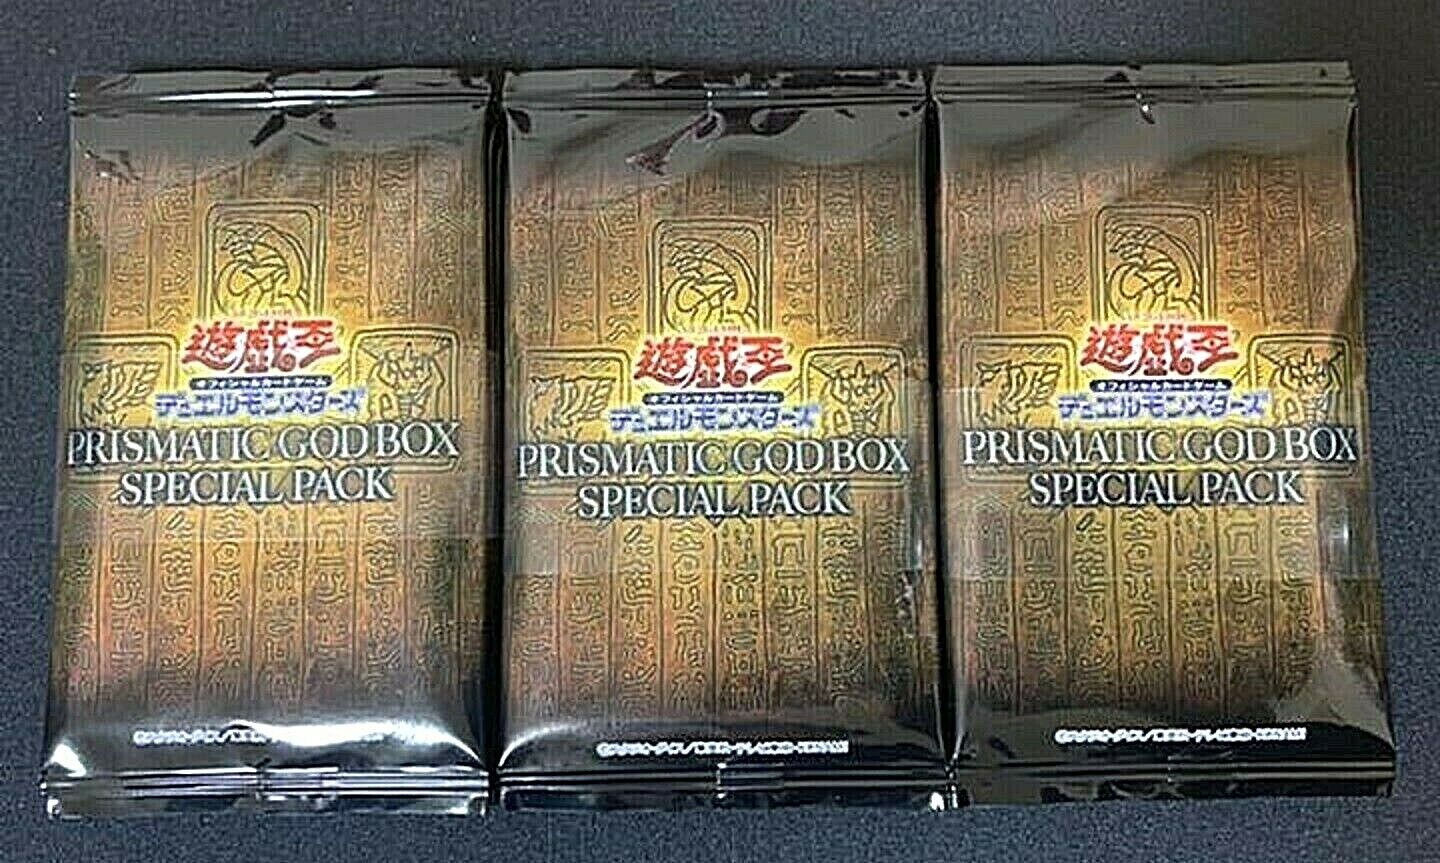 遊戯王
オフィシャルカードゲーム
デュエルモンスターズ
PRISMATIC GOD BOX
SPECIAL PACK
遊戯王
オフィシャルカードゲーム
デュエルモンスターズ
PRISMATIC GOD BOX
SPECIAL PACK
遊戯王
オフィシャルカードゲーム
デュエルモンスターズ
PRISMATIC GOD BOX
SPECIAL PACK